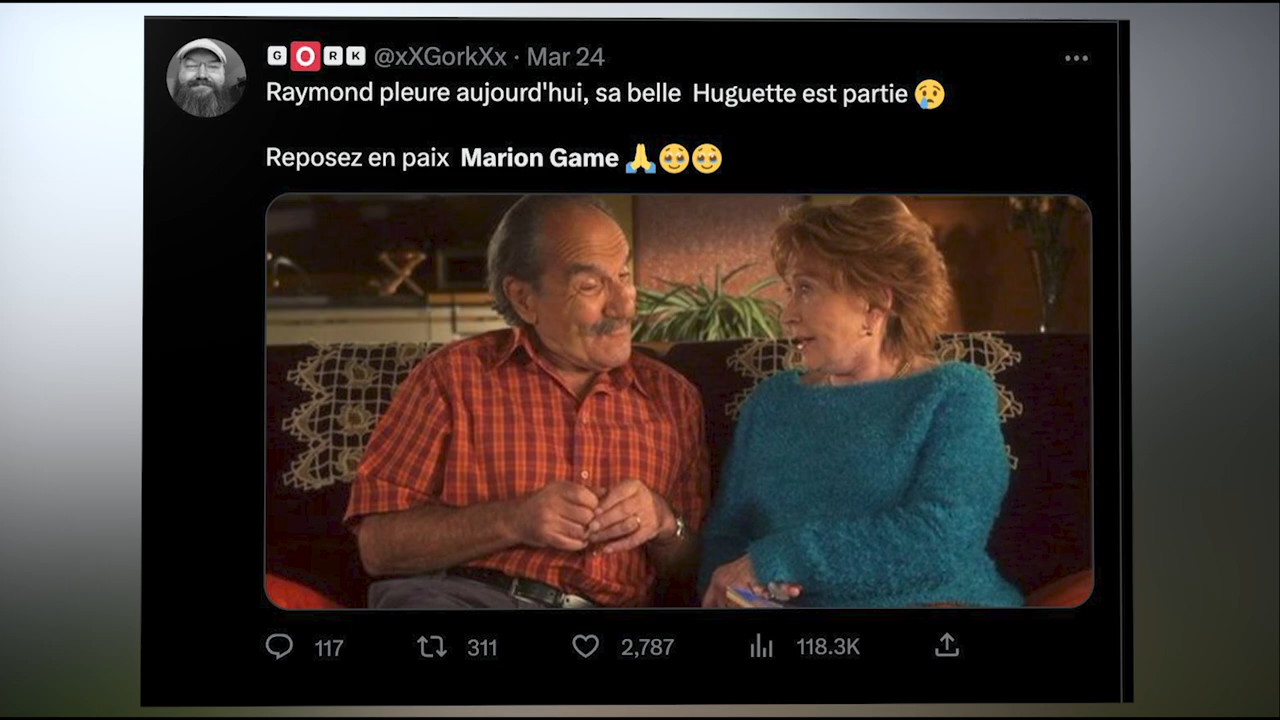 GORK @xXGorkXx · Mar 24
Raymond pleure aujourd'hui, sa belle Huguette est partie 😢
Reposez en paix Marion Game 🙏🥹🥹
117 311 2,787 118.3K